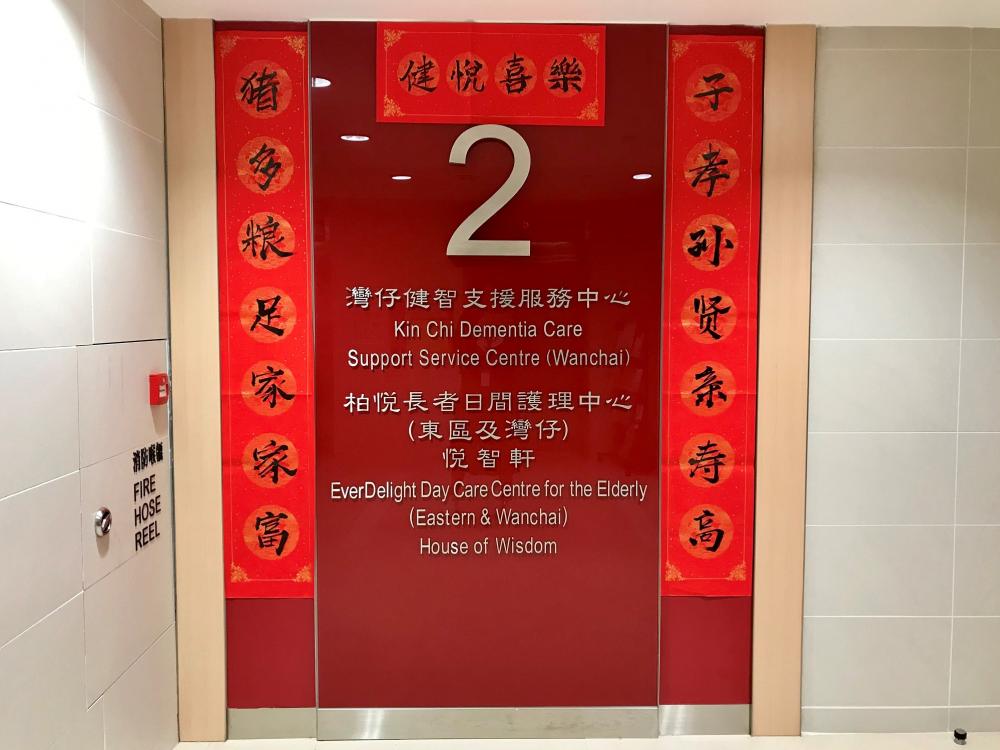 健悦喜樂
猪多粮足家家富
子孝孙贤亲寿高
2
灣仔健智支援服務中心
Kin Chi Dementia Care
Support Service Centre (Wanchai)
柏悅長者日間護理中心
(東區及灣仔)
悅智軒
EverDelight Day Care Centre for the Elderly
(Eastern & Wanchai)
House of Wisdom
消防喉轆
FIRE
HOSE
REEL